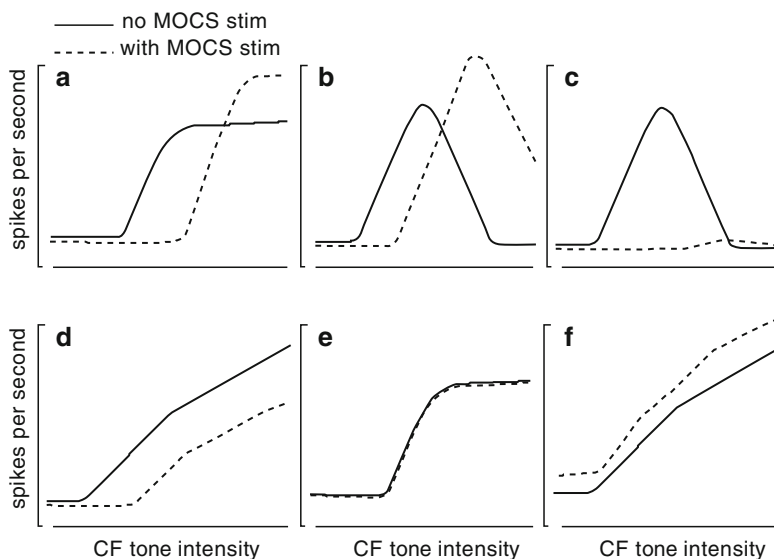 no MOCS stim
with MOCS stim
a
b
c
spikes per second
d
e
f
spikes per second
CF tone intensity
CF tone intensity
CF tone intensity